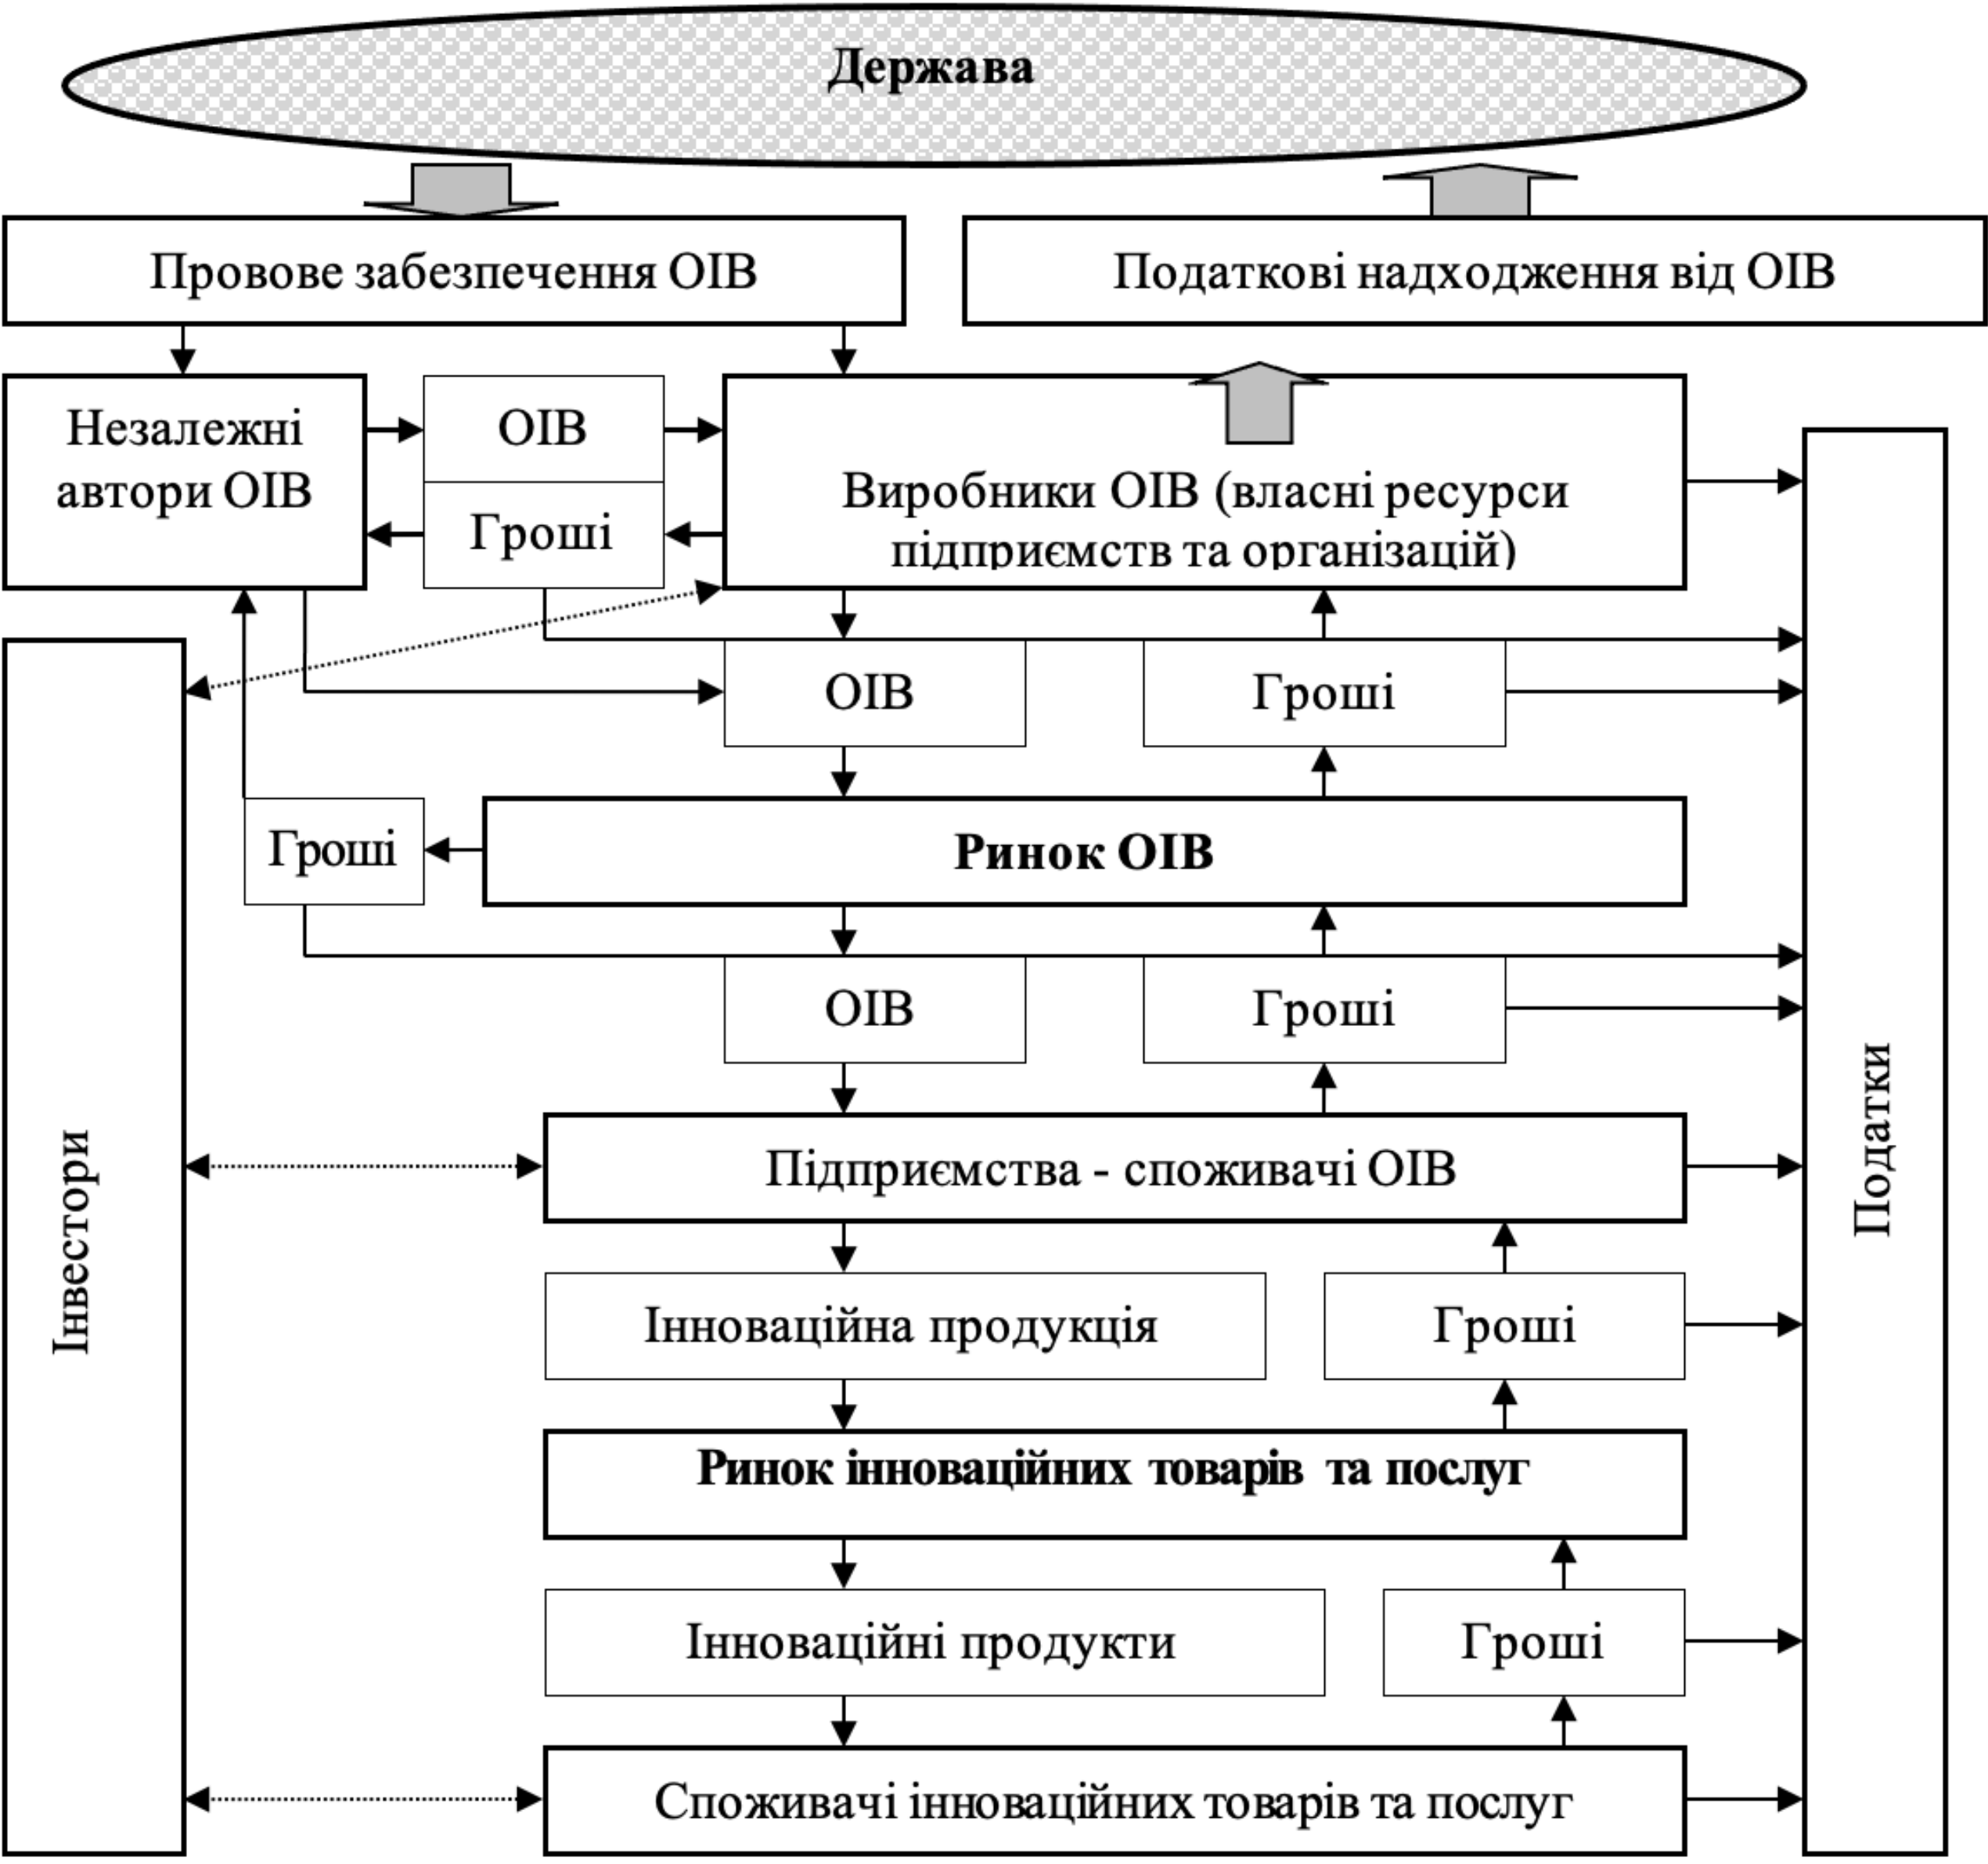 Держава
Провове забезпечення ОІВ
Податкові надходження від ОІВ
Незалежні
автори ОІВ
ОІВ
Гроші
Виробники ОІВ (власні ресурси
підприємств та організацій)
ОІВ
Гроші
Гроші
Ринок ОІВ
ОІВ
Гроші
Підприємства - споживачі ОІВ
Інноваційна продукція
Гроші
Ринок інноваційних товарів та послуг
Інноваційні продукти
Гроші
Споживачі інноваційних товарів та послуг
Інвестори
Податки